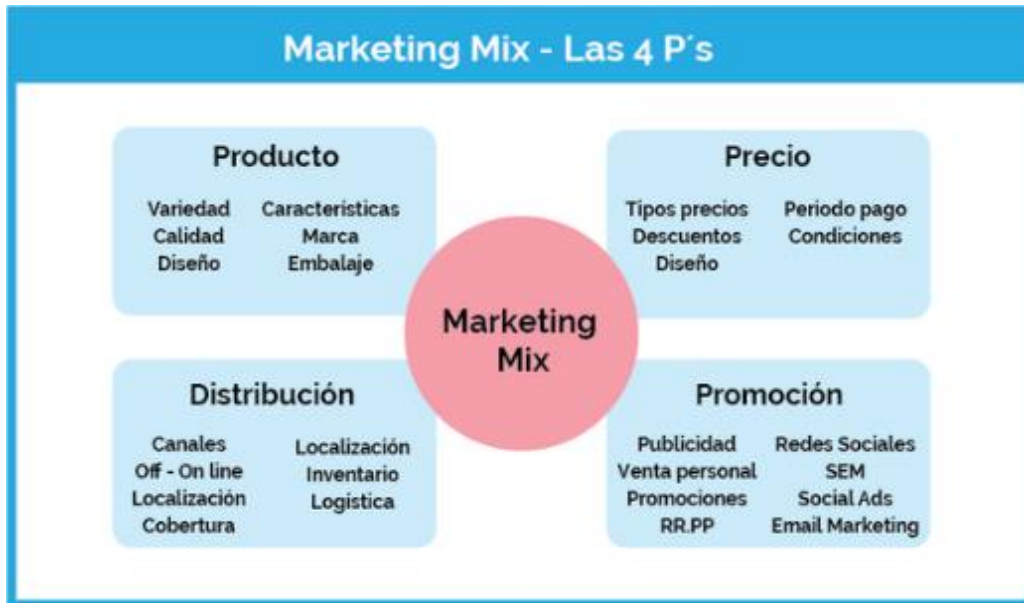 Marketing Mix - Las 4 P´s
Producto
Variedad
Calidad
Diseño
Características
Marca
Embalaje
Precio
Tipos precios
Descuentos
Diseño
Periodo pago
Condiciones
Marketing
Mix
Distribución
Canales
Off - On line
Localización
Cobertura
Localización
Inventario
Logística
Promoción
Publicidad
Venta personal
Promociones
RR.PP
Redes Sociales
SEM
Social Ads
Email Marketing